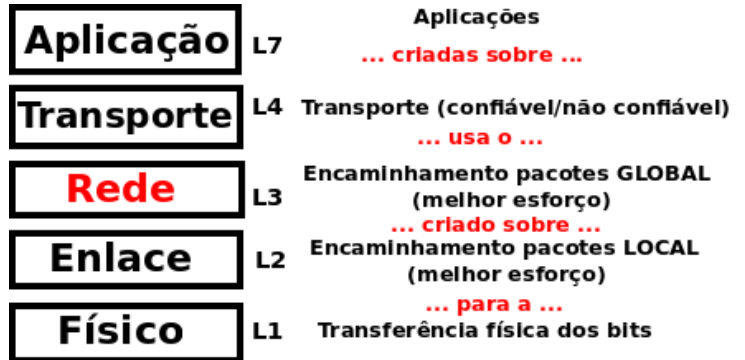 Aplicação L7 Aplicações
... criadas sobre ...
Transporte L4 Transporte (confiável/não confiável)
... usa o ...
Rede L3 Encaminhamento pacotes GLOBAL
(melhor esforço)
... criado sobre ...
Enlace L2 Encaminhamento pacotes LOCAL
(melhor esforço)
... para a ...
Físico L1 Transferência física dos bits